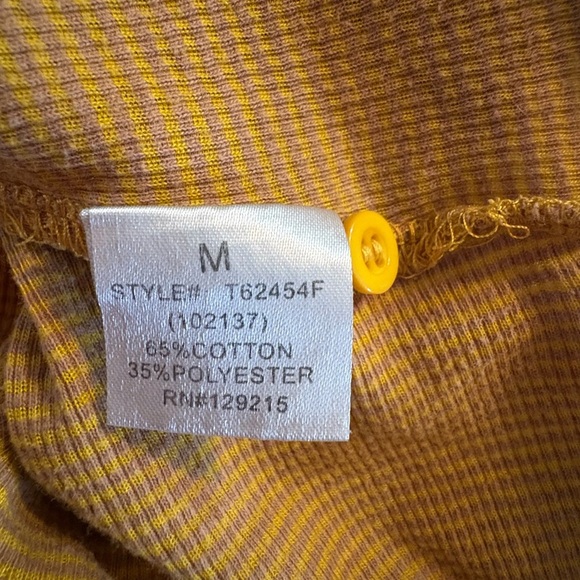 M
STYLE# T62454F
(102137)
65%COTTON
35%POLYESTER
RN#129215